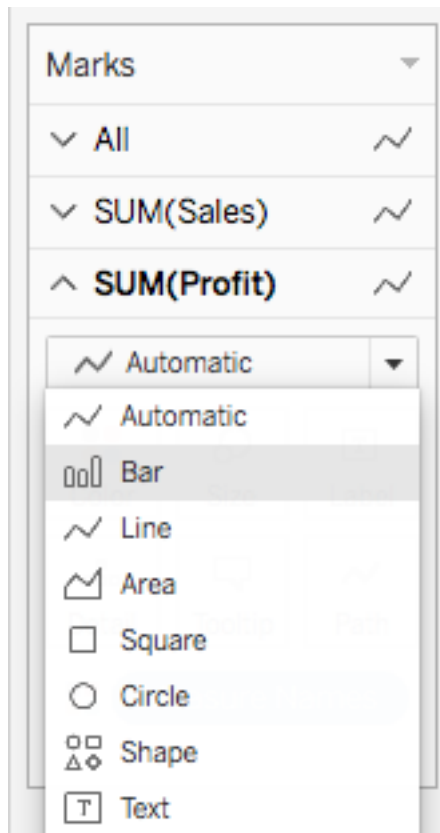 Marks
All
SUM(Sales)
SUM(Profit)
Automatic
Automatic
Bar
Line
Area
Square
Circle
Shape
T Text